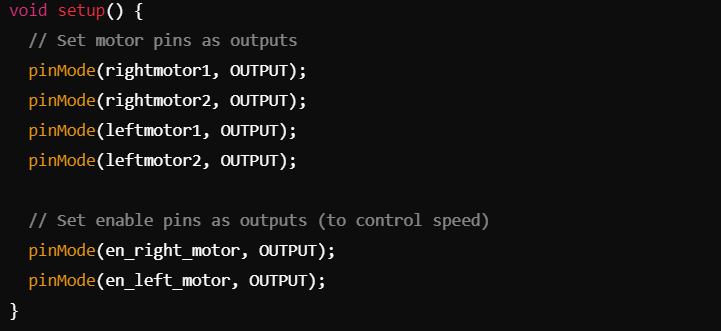 void setup() {
  // Set motor pins as outputs
  pinMode(rightmotor1, OUTPUT);
  pinMode(rightmotor2, OUTPUT);
  pinMode(leftmotor1, OUTPUT);
  pinMode(leftmotor2, OUTPUT);

  // Set enable pins as outputs (to control speed)
  pinMode(en_right_motor, OUTPUT);
  pinMode(en_left_motor, OUTPUT);
}